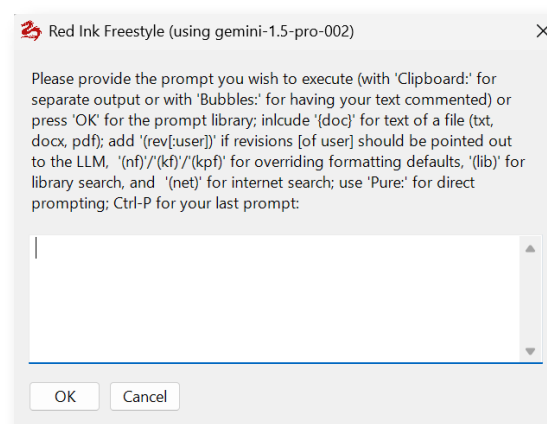 Red Ink Freestyle (using gemini-1.5-pro-002)
Please provide the prompt you wish to execute (with 'Clipboard:' for
separate output or with 'Bubbles:' for having your text commented) or
press 'OK' for the prompt library; inlcude '{doc}' for text of a file (txt,
docx, pdf); add '(rev[:user])' if revisions [of user] should be pointed out
to the LLM,  '(nf)'/'(kf)'/'(kpf)' for overriding formatting defaults, '(lib)' for
library search, and  '(net)' for internet search; use 'Pure:' for direct
prompting; Ctrl-P for your last prompt:
OK
Cancel